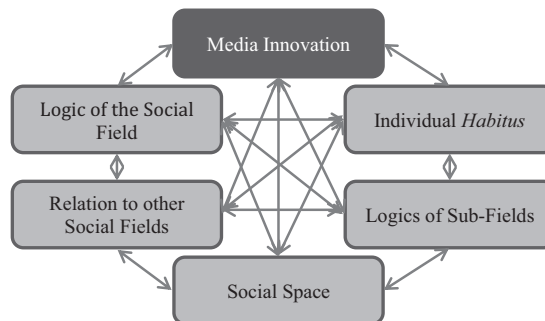 Media Innovation
Logic of the Social
Field
Individual Habitus
Relation to other
Social Fields
Logics of Sub-Fields
Social Space